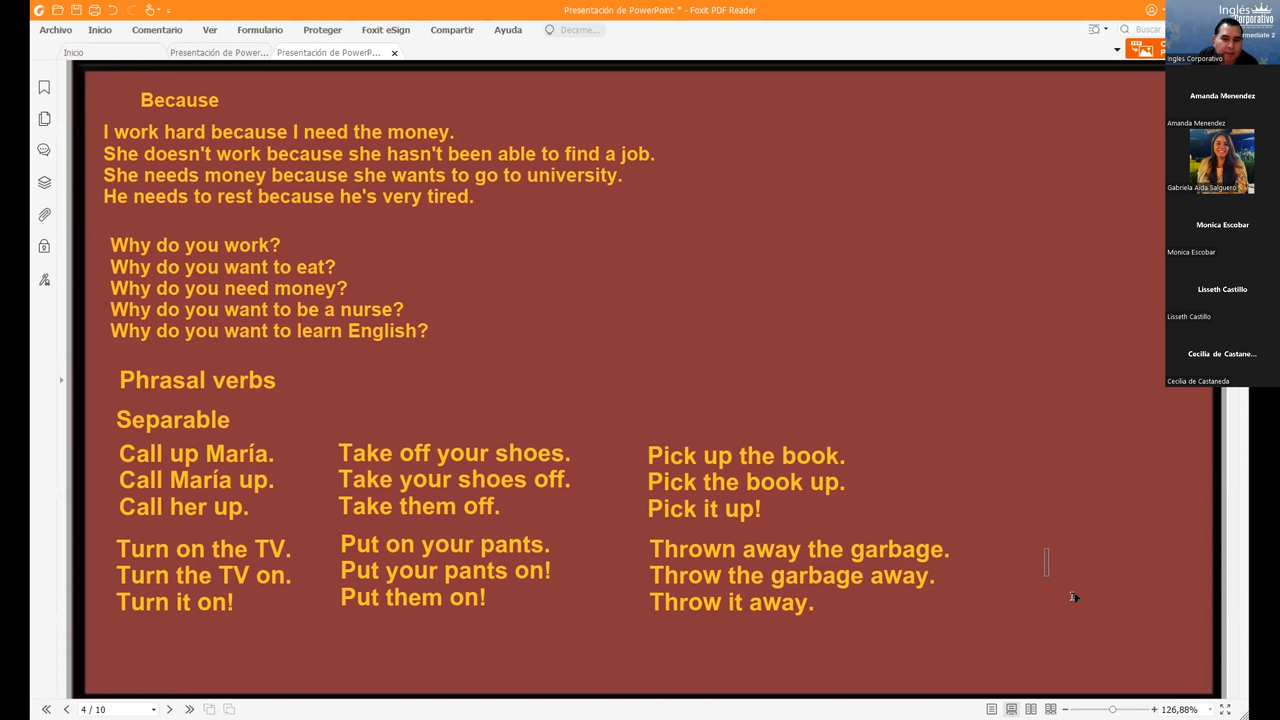 Presentación de PowerPoint * - Foxit PDF Reader
Archivo Inicio Comentario Ver Formulario Proteger Foxit eSign Compartir Ayuda Decirme... Buscar
Inicio Presentación de Power... Presentación de PowerP...
Inglés
Corporativo
Ingles Corporativo
Amanda Menendez
Amanda Menendez
Gabriela Aida Salguero
Monica Escobar
Monica Escobar
Lisseth Castillo
Lisseth Castillo
Cecilia de Castane...
Cecilia de Castaneda
Because
I work hard because I need the money.
She doesn't work because she hasn't been able to find a job.
She needs money because she wants to go to university.
He needs to rest because he's very tired.
Why do you work?
Why do you want to eat?
Why do you need money?
Why do you want to be a nurse?
Why do you want to learn English?
Phrasal verbs
Separable
Call up María.
Call María up.
Call her up.
Take off your shoes.
Take your shoes off.
Take them off.
Pick up the book.
Pick the book up.
Pick it up!
Turn on the TV.
Turn the TV on.
Turn it on!
Put on your pants.
Put your pants on!
Put them on!
Thrown away the garbage.
Throw the garbage away.
Throw it away.
4 / 10
126,88%